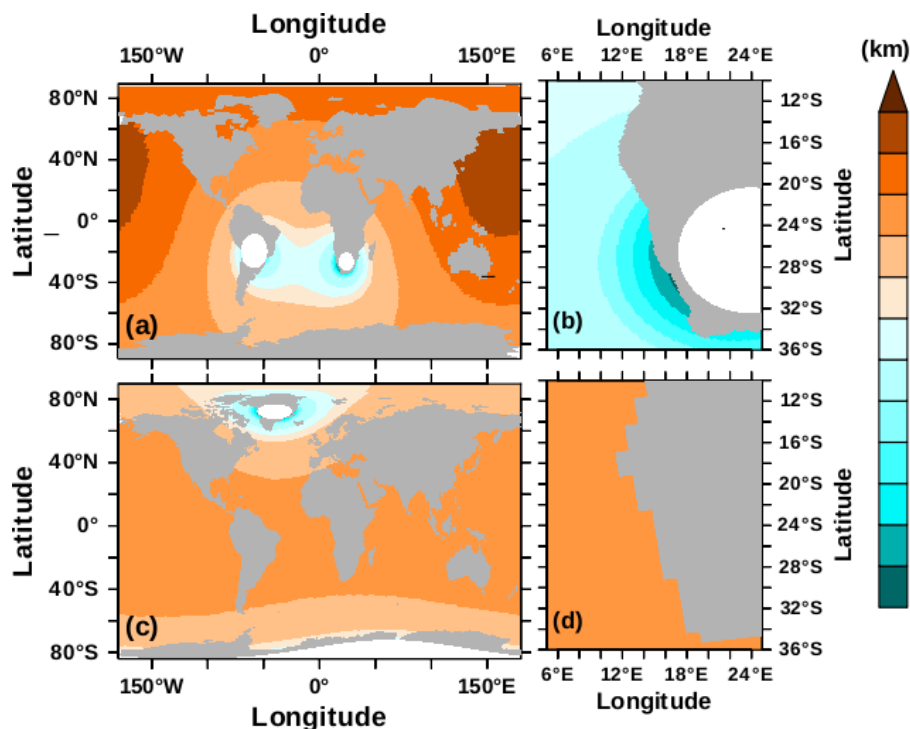 Longitude
Longitude
150°W 0° 150°E
6°E 12°E 18°E 24°E
(km)
80°N
40°N
0°
40°S
80°S
Latitude
(a)
12°S
16°S
20°S
24°S
28°S
32°S
36°S
Latitude
(b)
80°N
40°N
0°
40°S
80°S
Latitude
(c)
12°S
16°S
20°S
24°S
28°S
32°S
36°S
Latitude
(d)
150°W 0° 150°E
6°E 12°E 18°E 24°E
Longitude
Longitude